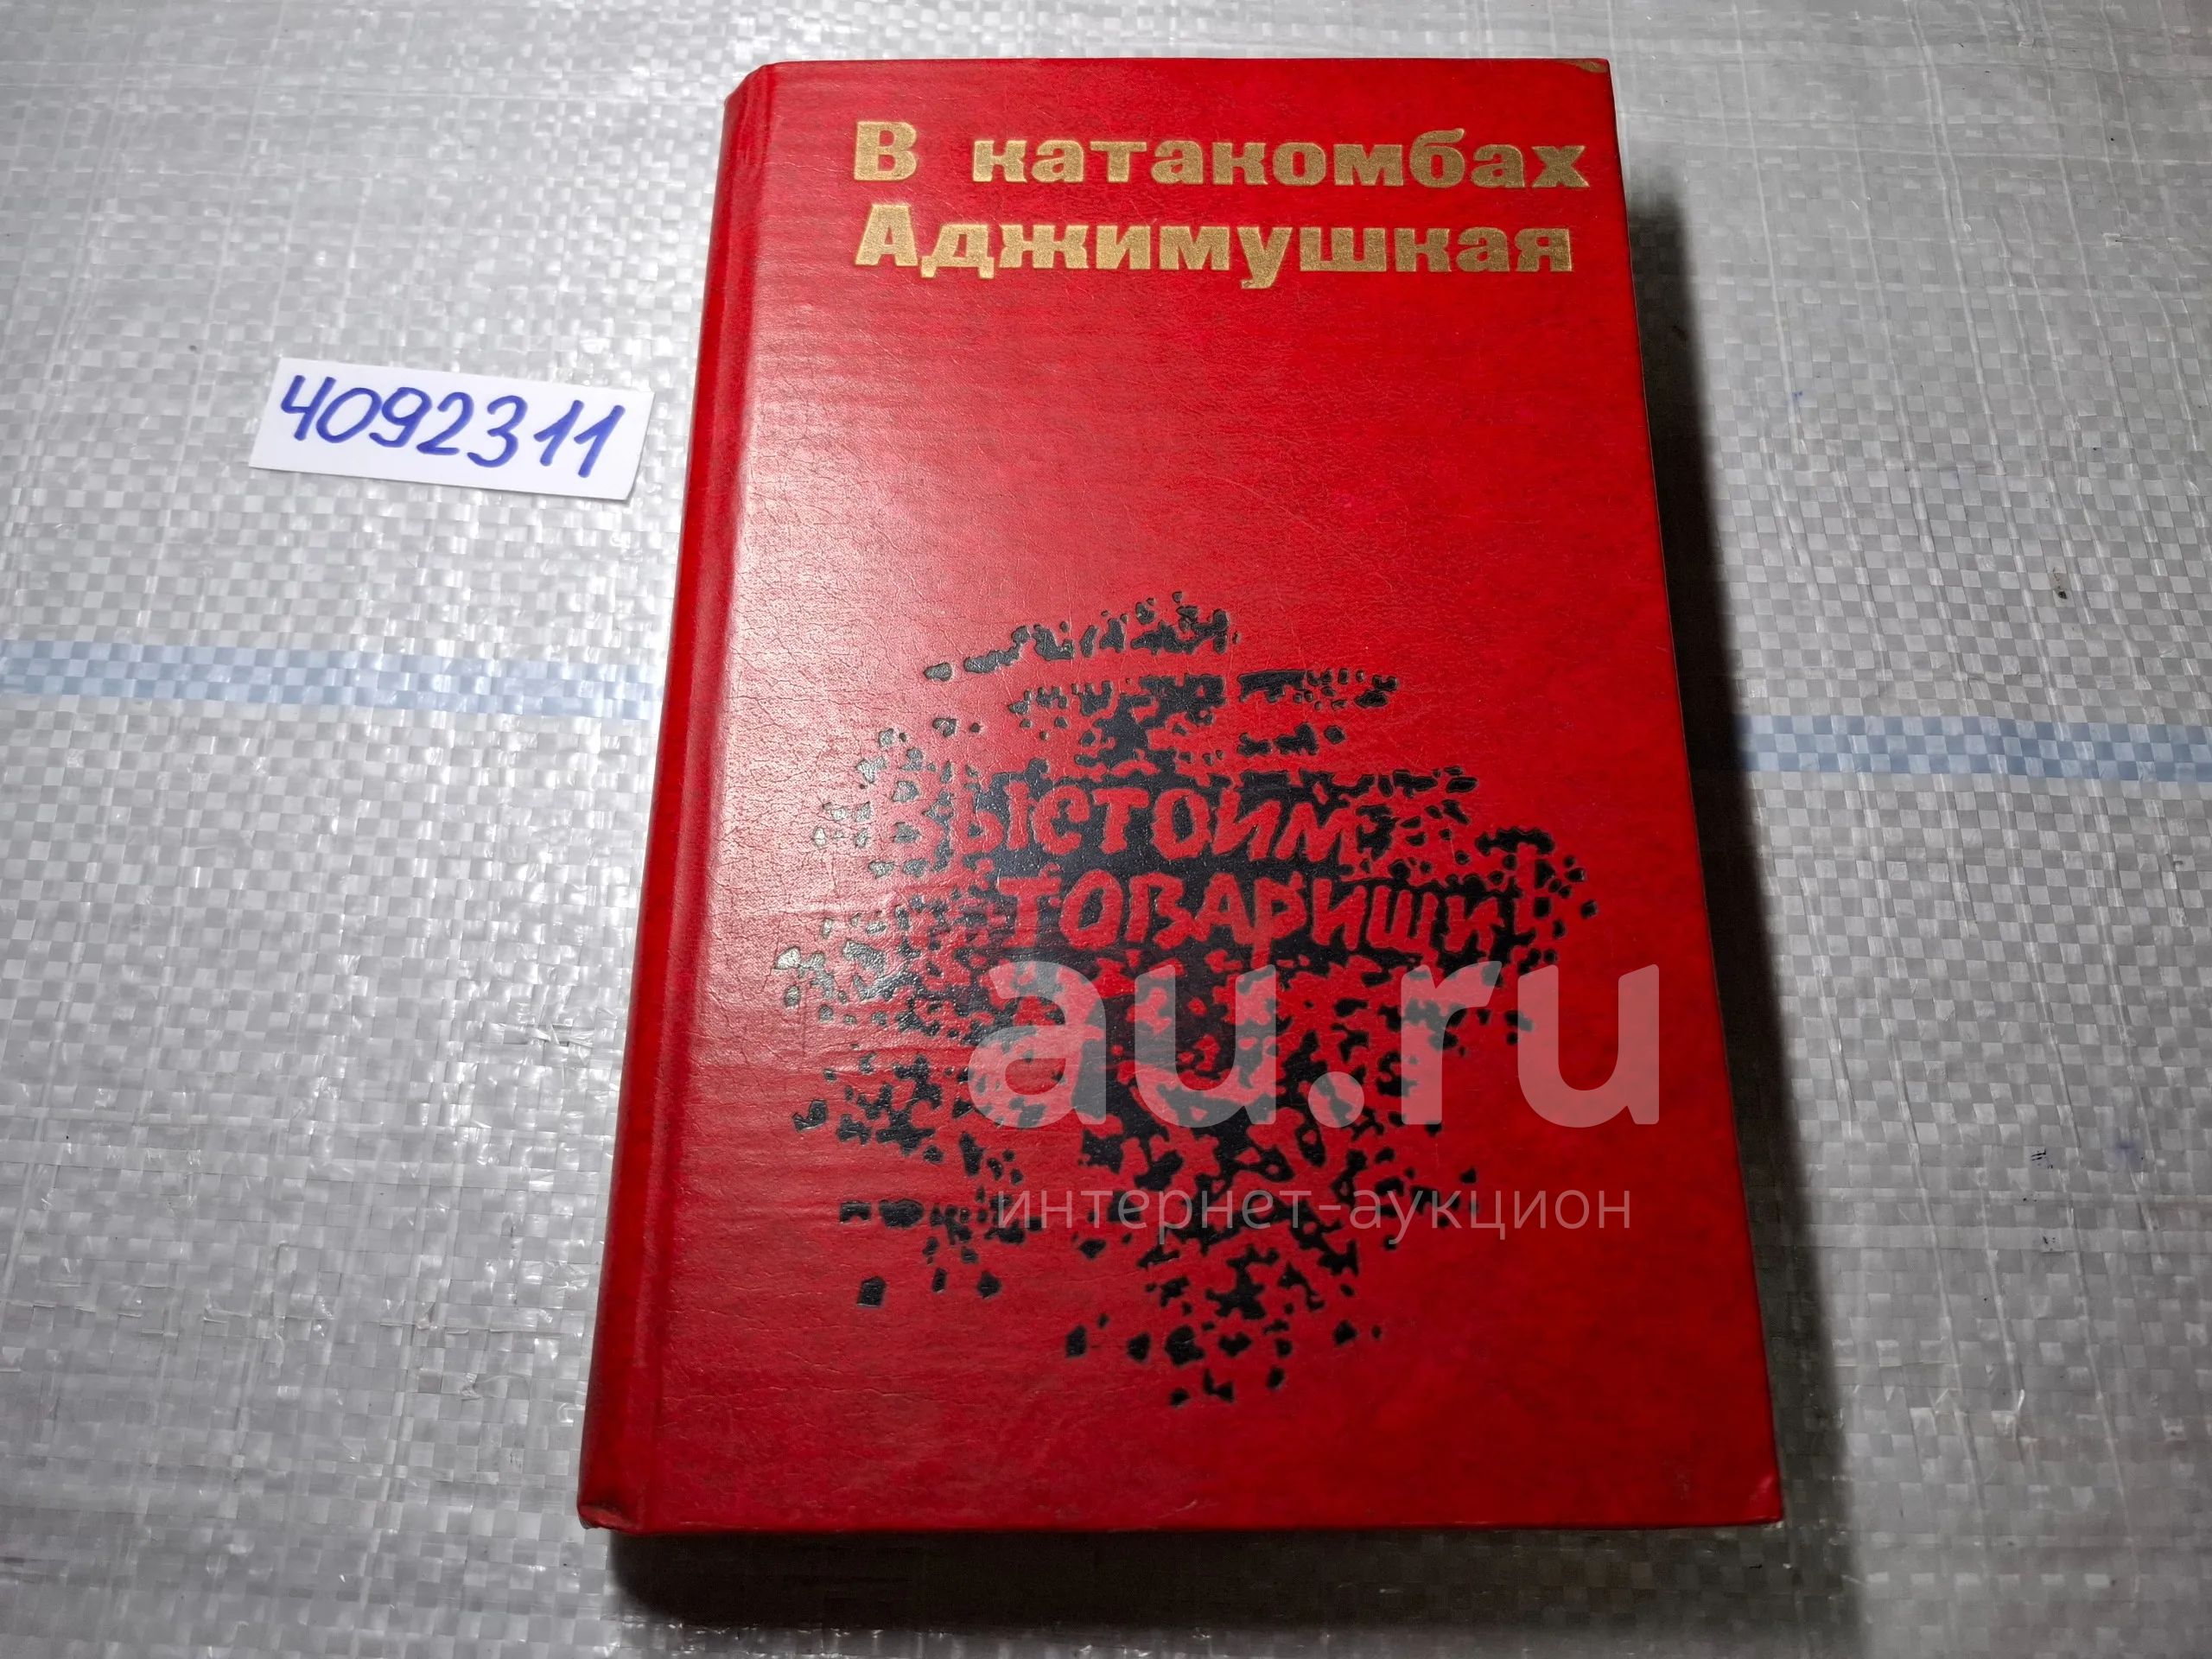 В катакомбах
Аджимушкая
4092311
ВЫСТОИМ
ТОВАРИЩИ!
au.ru
интернет-аукцион